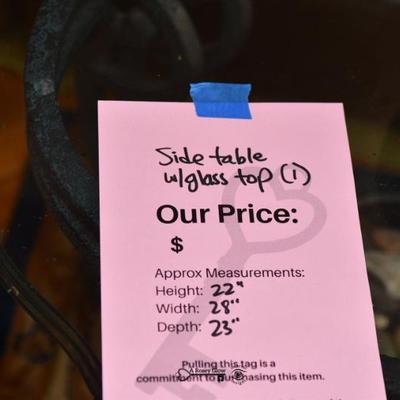 Side table
w/glass top (1)
Our Price:
$
Approx Measurements:
Height: 22"
Width: 28"
Depth: 23"
Pulling this tag is a
commitment to purchasing this item.